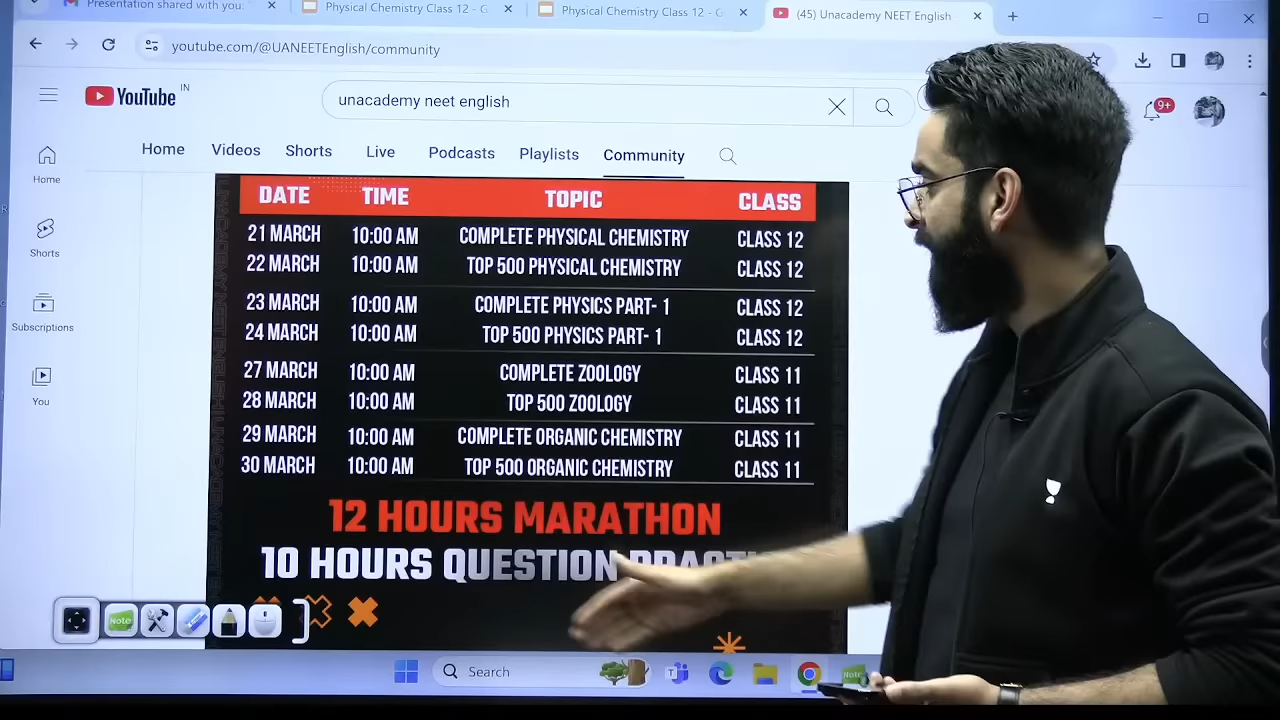 Presentation shared with you: "
Physical Chemistry Class 12 - G
Physical Chemistry Class 12 - G
(45) Unacademy NEET English -
youtube.com/@UANEETEnglish/community
YouTube IN
unacademy neet english
9+
Home Videos Shorts Live Podcasts Playlists Community
Home
Shorts
Subscriptions
You
DATE TIME TOPIC CLASS
21 MARCH 10:00 AM COMPLETE PHYSICAL CHEMISTRY CLASS 12
22 MARCH 10:00 AM TOP 500 PHYSICAL CHEMISTRY CLASS 12
23 MARCH 10:00 AM COMPLETE PHYSICS PART- 1 CLASS 12
24 MARCH 10:00 AM TOP 500 PHYSICS PART- 1 CLASS 12
27 MARCH 10:00 AM COMPLETE ZOOLOGY CLASS 11
28 MARCH 10:00 AM TOP 500 ZOOLOGY CLASS 11
29 MARCH 10:00 AM COMPLETE ORGANIC CHEMISTRY CLASS 11
30 MARCH 10:00 AM TOP 500 ORGANIC CHEMISTRY CLASS 11
12 HOURS MARATHON
10 HOURS QUESTION
Note
Search
Note